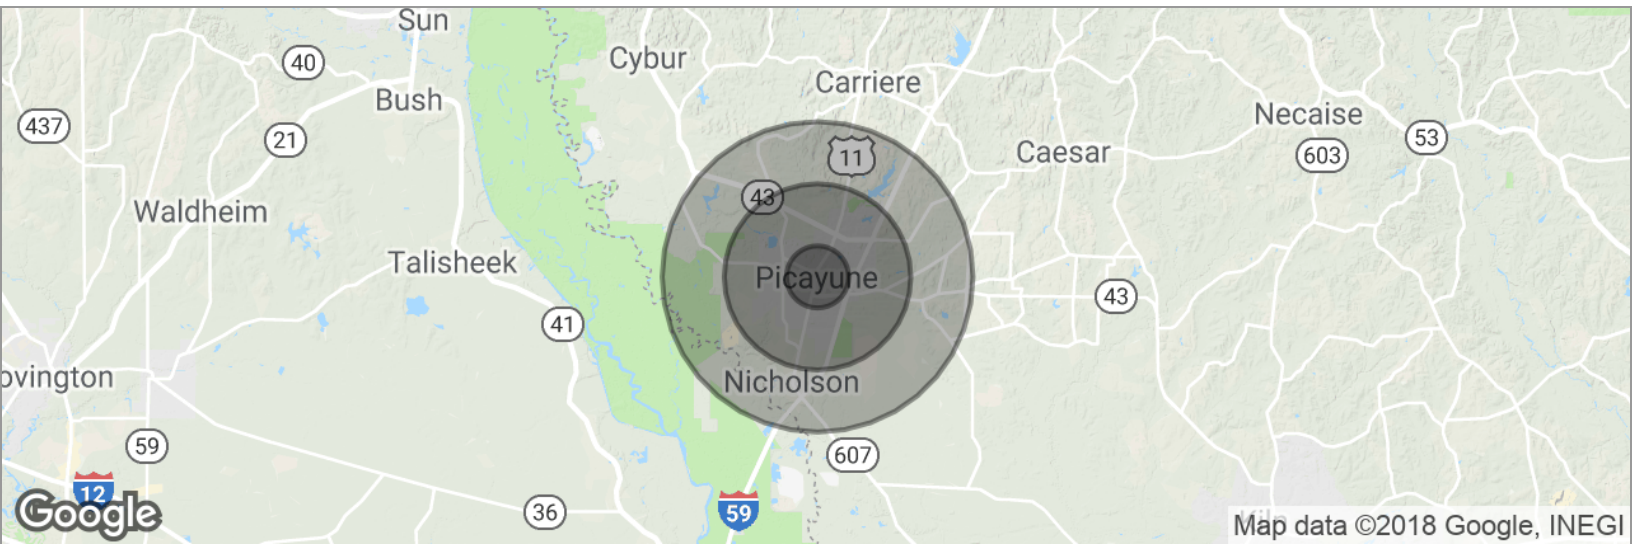 Sun
Cybur
40
Carriere
Bush
Necaise
437
21
53
11
Caesar
603
43
Waldheim
Talisheek
Picayune
43
41
ovington
Nicholson
59
607
12
Google
36
59
Map data ©2018 Google, INEGI